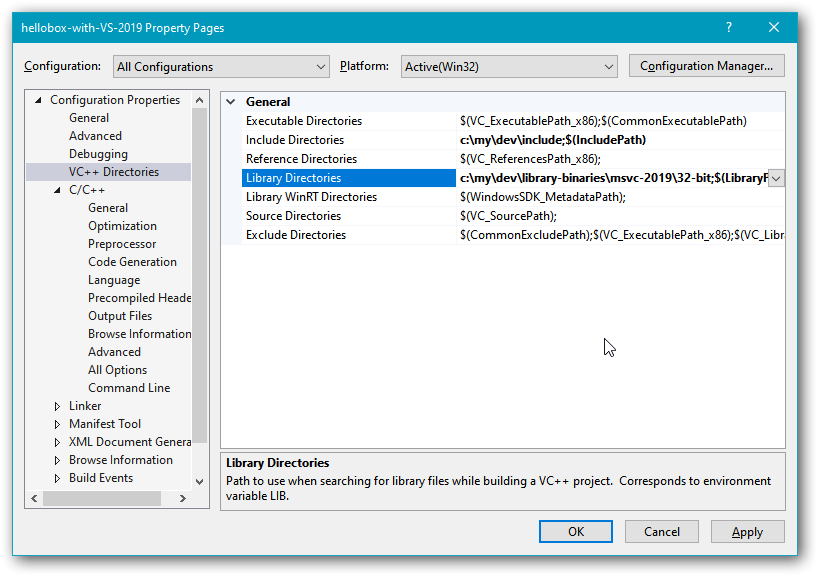 hellobox-with-VS-2019 Property Pages
Configuration: All Configurations Platform: Active(Win32) Configuration Manager...
Configuration Properties
General
Advanced
Debugging
VC++ Directories
C/C++
General
Optimization
Preprocessor
Code Generation
Language
Precompiled Heade
Output Files
Browse Information
Advanced
All Options
Command Line
Linker
Manifest Tool
XML Document Genera
Browse Information
Build Events
General
Executable Directories $(VC_ExecutablePath_x86);$(CommonExecutablePath)
Include Directories c:\my\dev\include;$(IncludePath)
Reference Directories $(VC_ReferencesPath_x86);
Library Directories c:\my\dev\library-binaries\msvc-2019\32-bit;$(LibraryP
Library WinRT Directories $(WindowsSDK_MetadataPath);
Source Directories $(VC_SourcePath);
Exclude Directories $(CommonExcludePath);$(VC_ExecutablePath_x86);$(VC_Libra
Library Directories
Path to use when searching for library files while building a VC++ project. Corresponds to environment
variable LIB.
OK Cancel Apply